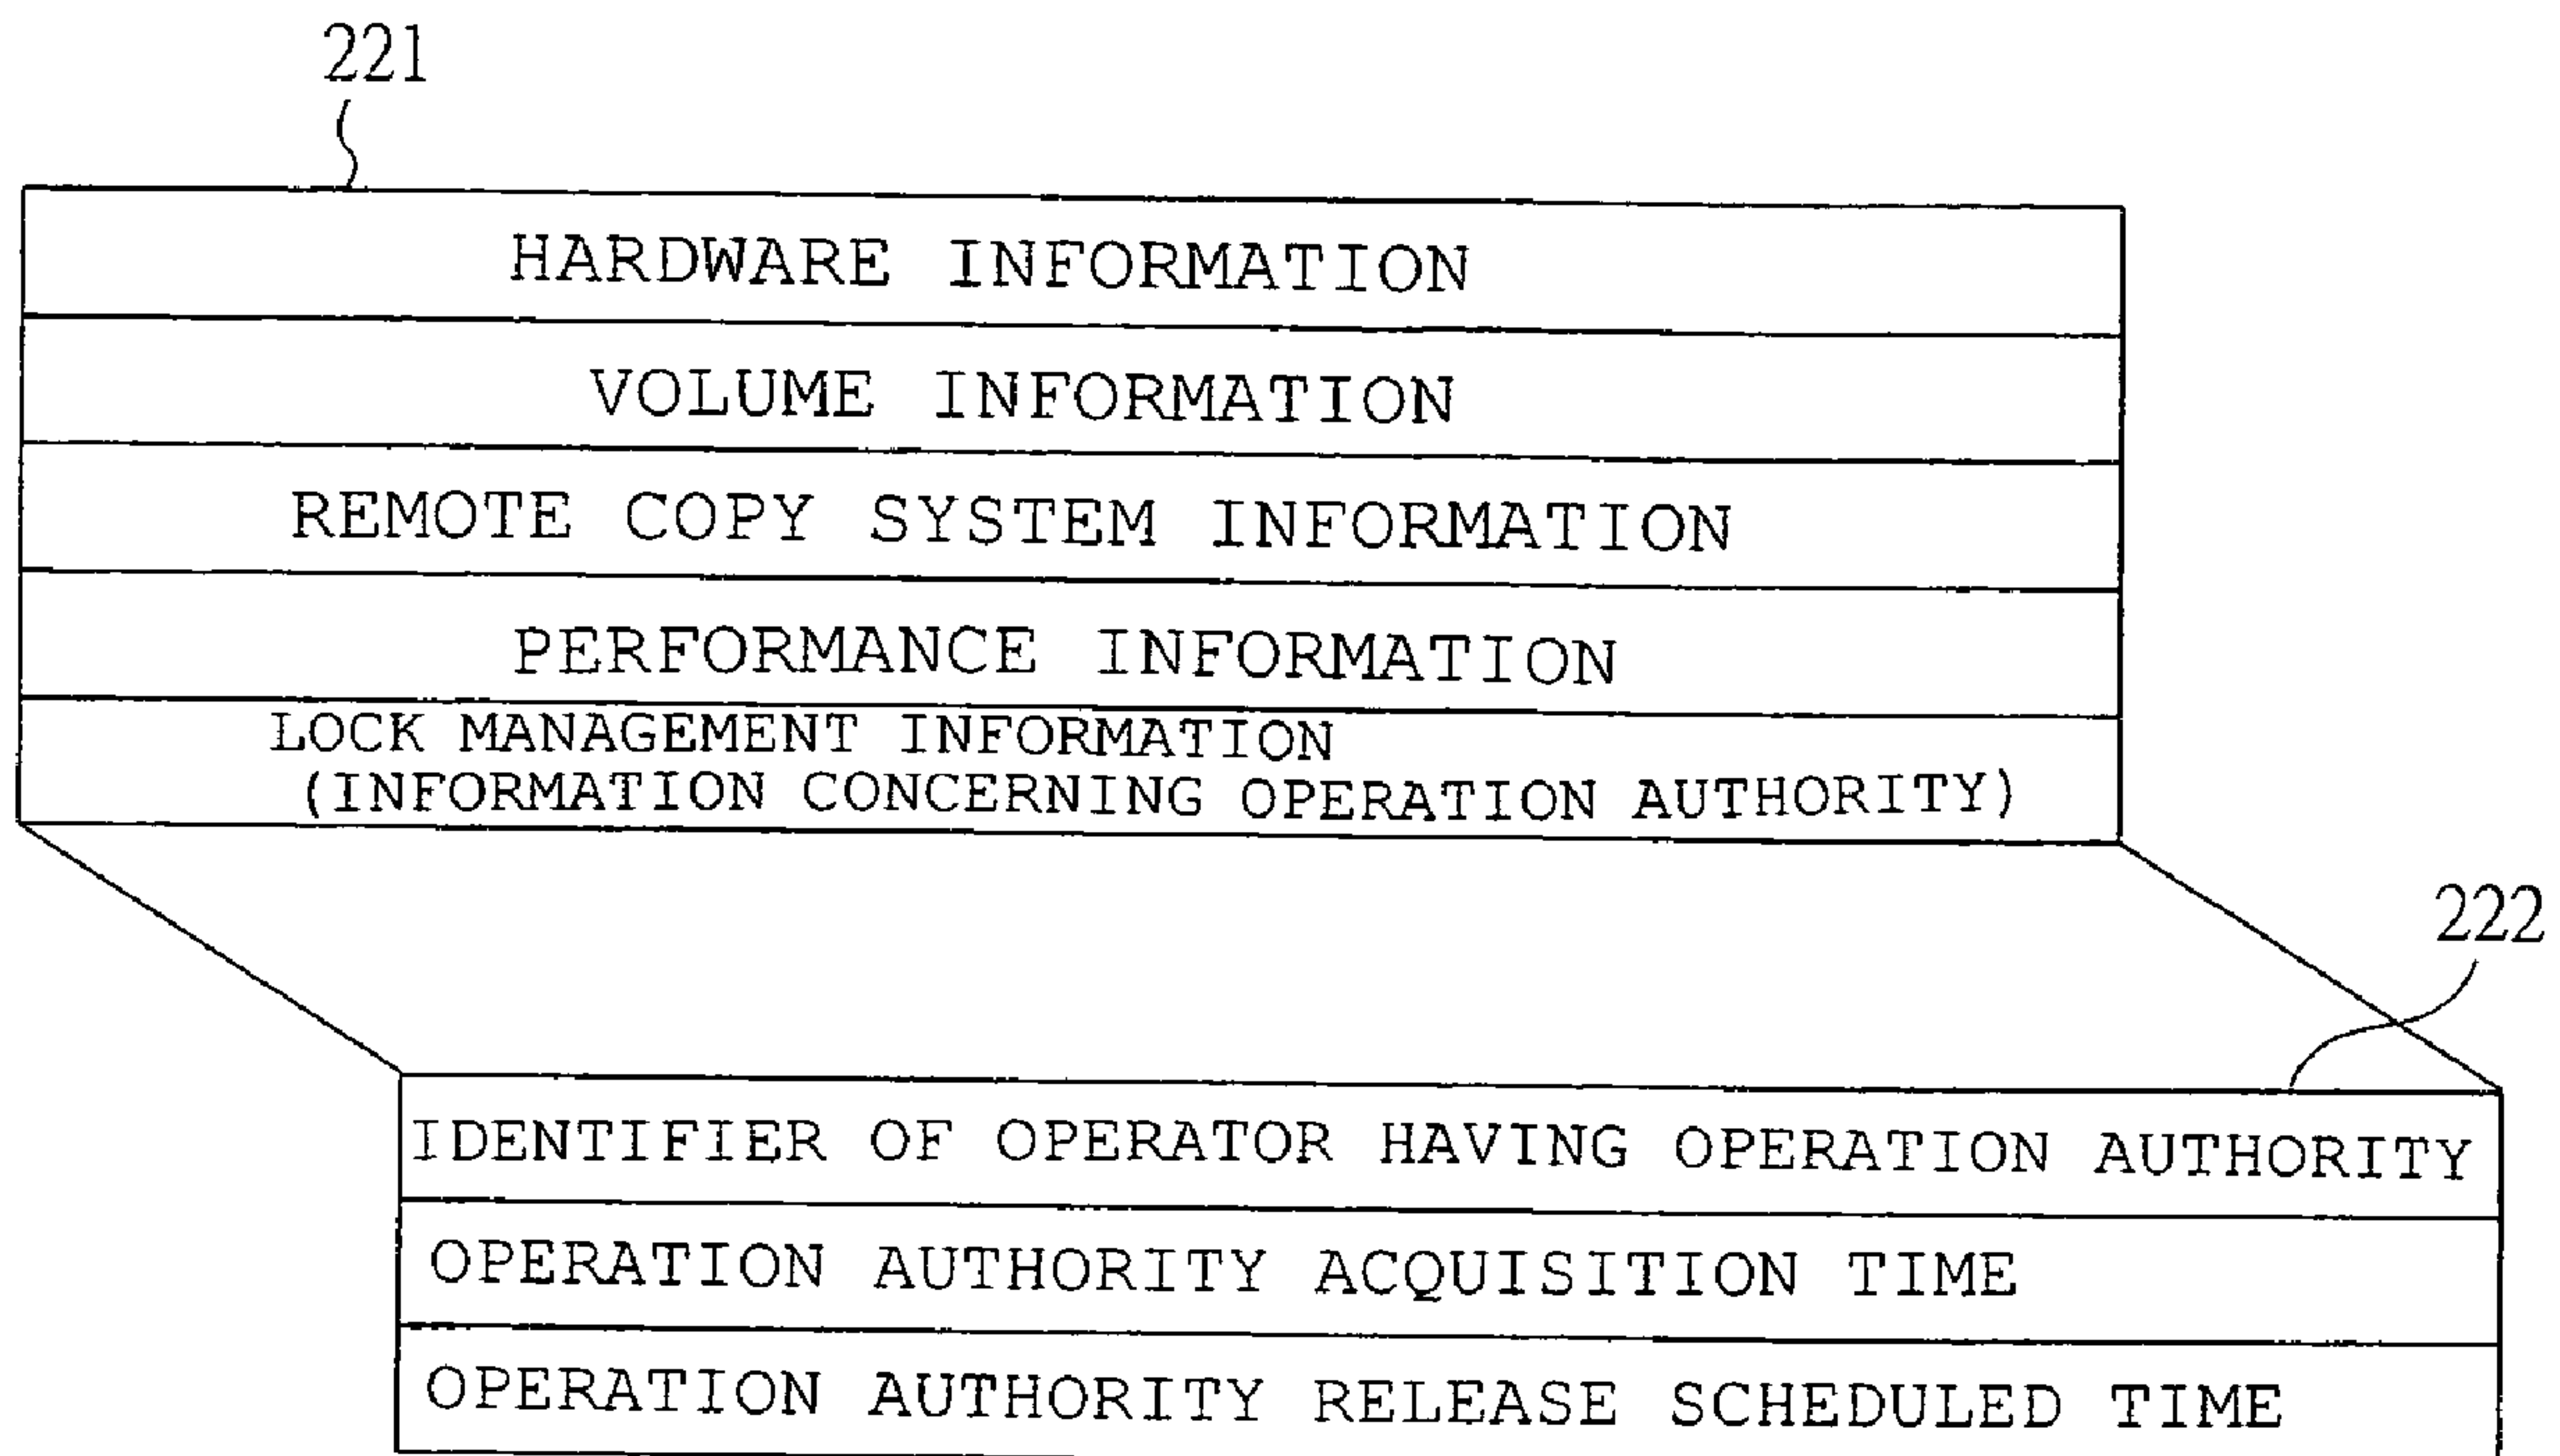 221
HARDWARE INFORMATION
VOLUME INFORMATION
REMOTE COPY SYSTEM INFORMATION
PERFORMANCE INFORMATION
LOCK MANAGEMENT INFORMATION
(INFORMATION CONCERNING OPERATION AUTHORITY)
222
IDENTIFIER OF OPERATOR HAVING OPERATION AUTHORITY
OPERATION AUTHORITY ACQUISITION TIME
OPERATION AUTHORITY RELEASE SCHEDULED TIME